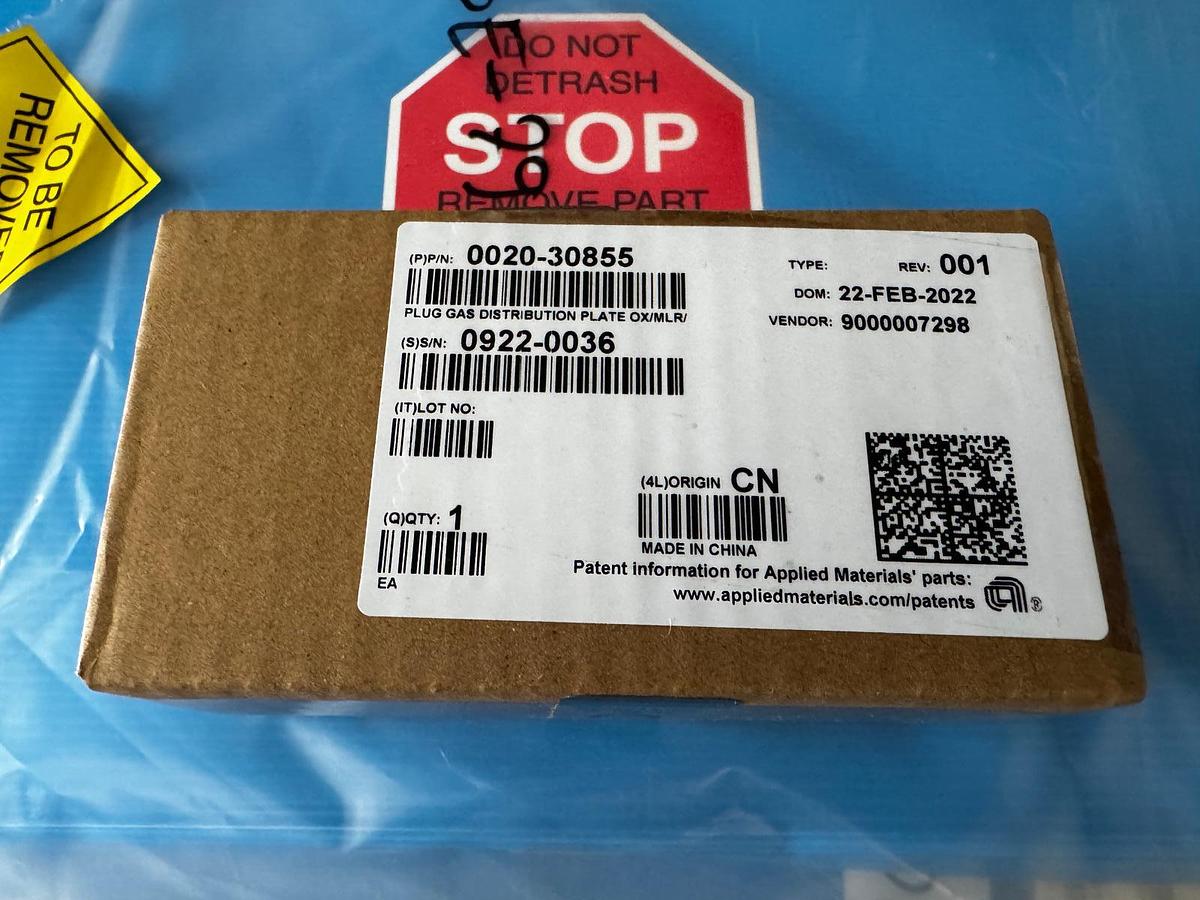 DO NOT
DETRASH
STOP
REMOVE PART
TO BE
(P)P/N: 0020-30855
PLUG GAS DISTRIBUTION PLATE OX/MLR/
(S)S/N: 0922-0036
(IT)LOT NO:
(Q)QTY: 1
EA
TYPE: REV: 001
DOM: 22-FEB-2022
VENDOR: 9000007298
(4L)ORIGIN CN
MADE IN CHINA
Patent information for Applied Materials' parts:
www.appliedmaterials.com/patents
®